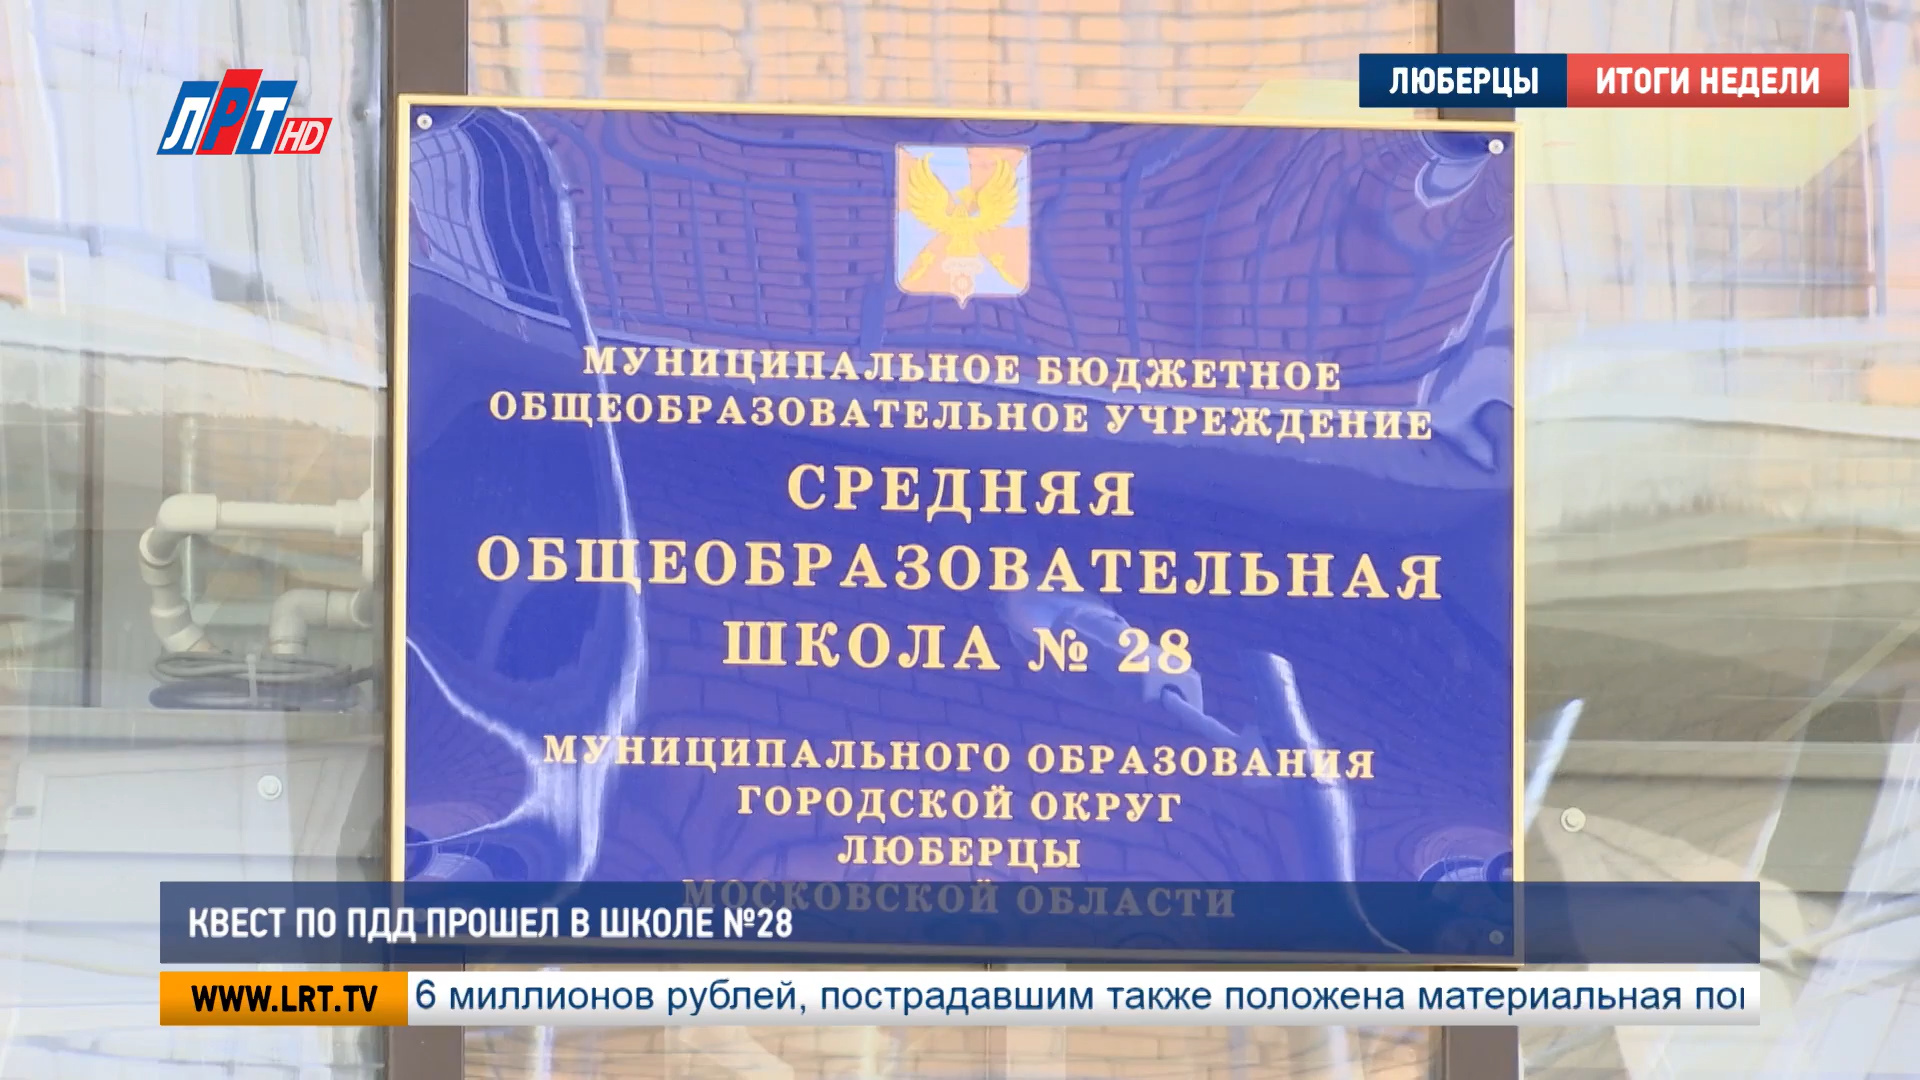 ЛРТ HD
ЛЮБЕРЦЫ ИТОГИ НЕДЕЛИ
МУНИЦИПАЛЬНОЕ БЮДЖЕТНОЕ
ОБЩЕОБРАЗОВАТЕЛЬНОЕ УЧРЕЖДЕНИЕ
СРЕДНЯЯ
ОБЩЕОБРАЗОВАТЕЛЬНАЯ
ШКОЛА № 28
МУНИЦИПАЛЬНОГО ОБРАЗОВАНИЯ
ГОРОДСКОЙ ОКРУГ
ЛЮБЕРЦЫ
МОСКОВСКОЙ ОБЛАСТИ
КВЕСТ ПО ПДД ПРОШЕЛ В ШКОЛЕ №28
WWW.LRT.TV 6 миллионов рублей, пострадавшим также положена материальная